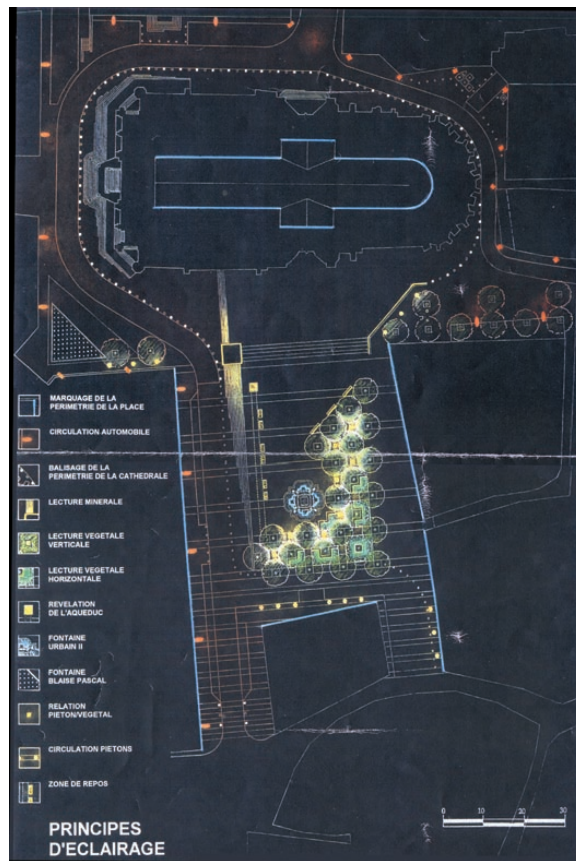 MARQUAGE DE LA
PERIMETRIE DE LA PLACE
CIRCULATION AUTOMOBILE
BALISAGE DE LA
PERIMETRIE DE LA CATHEDRALE
LECTURE MINERALE
LECTURE VEGETALE
VERTICALE
LECTURE VEGETALE
HORIZONTALE
REVELATION
DE L'AQUEDUC
FONTAINE
URBAIN II
FONTAINE
BLAISE PASCAL
RELATION
PIETON/VEGETAL
CIRCULATION PIETONS
ZONE DE REPOS
PRINCIPES
D'ECLAIRAGE
0 10 20 30